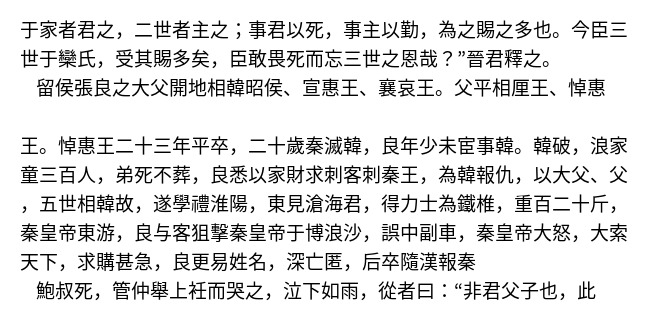 于家者君之，二世者主之；事君以死，事主以勤，為之賜之多也。今臣三
世于欒氏，受其賜多矣，臣敢畏死而忘三世之恩哉？”晉君釋之。
留侯張良之大父開地相韓昭侯、宣惠王、襄哀王。父平相厘王、悼惠
王。悼惠王二十三年平卒，二十歲秦滅韓，良年少未宦事韓。韓破，浪家
童三百人，弟死不葬，良悉以家財求刺客刺秦王，為韓報仇，以大父、父
，五世相韓故，遂學禮淮陽，東見滄海君，得力士為鐵椎，重百二十斤，
秦皇帝東游，良与客狙擊秦皇帝于博浪沙，誤中副車，秦皇帝大怒，大索
天下，求購甚急，良更易姓名，深亡匿，后卒隨漢報秦
鮑叔死，管仲舉上衽而哭之，泣下如雨，從者曰：“非君父子也，此